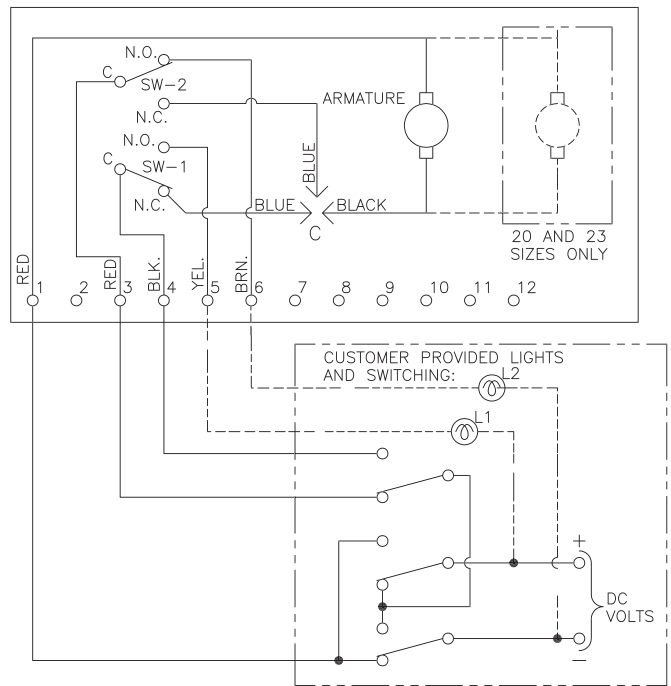 N.O.
C
SW-2
N.C.
ARMATURE
N.O.
C
SW-1
N.C.
BLUE
BLUE
BLACK
C
20 AND 23
SIZES ONLY
RED
RED
BLK.
YEL.
BRN.
1 2 3 4 5 6 7 8 9 10 11 12
CUSTOMER PROVIDED LIGHTS
AND SWITCHING:
L2
L1
+
DC
VOLTS
−